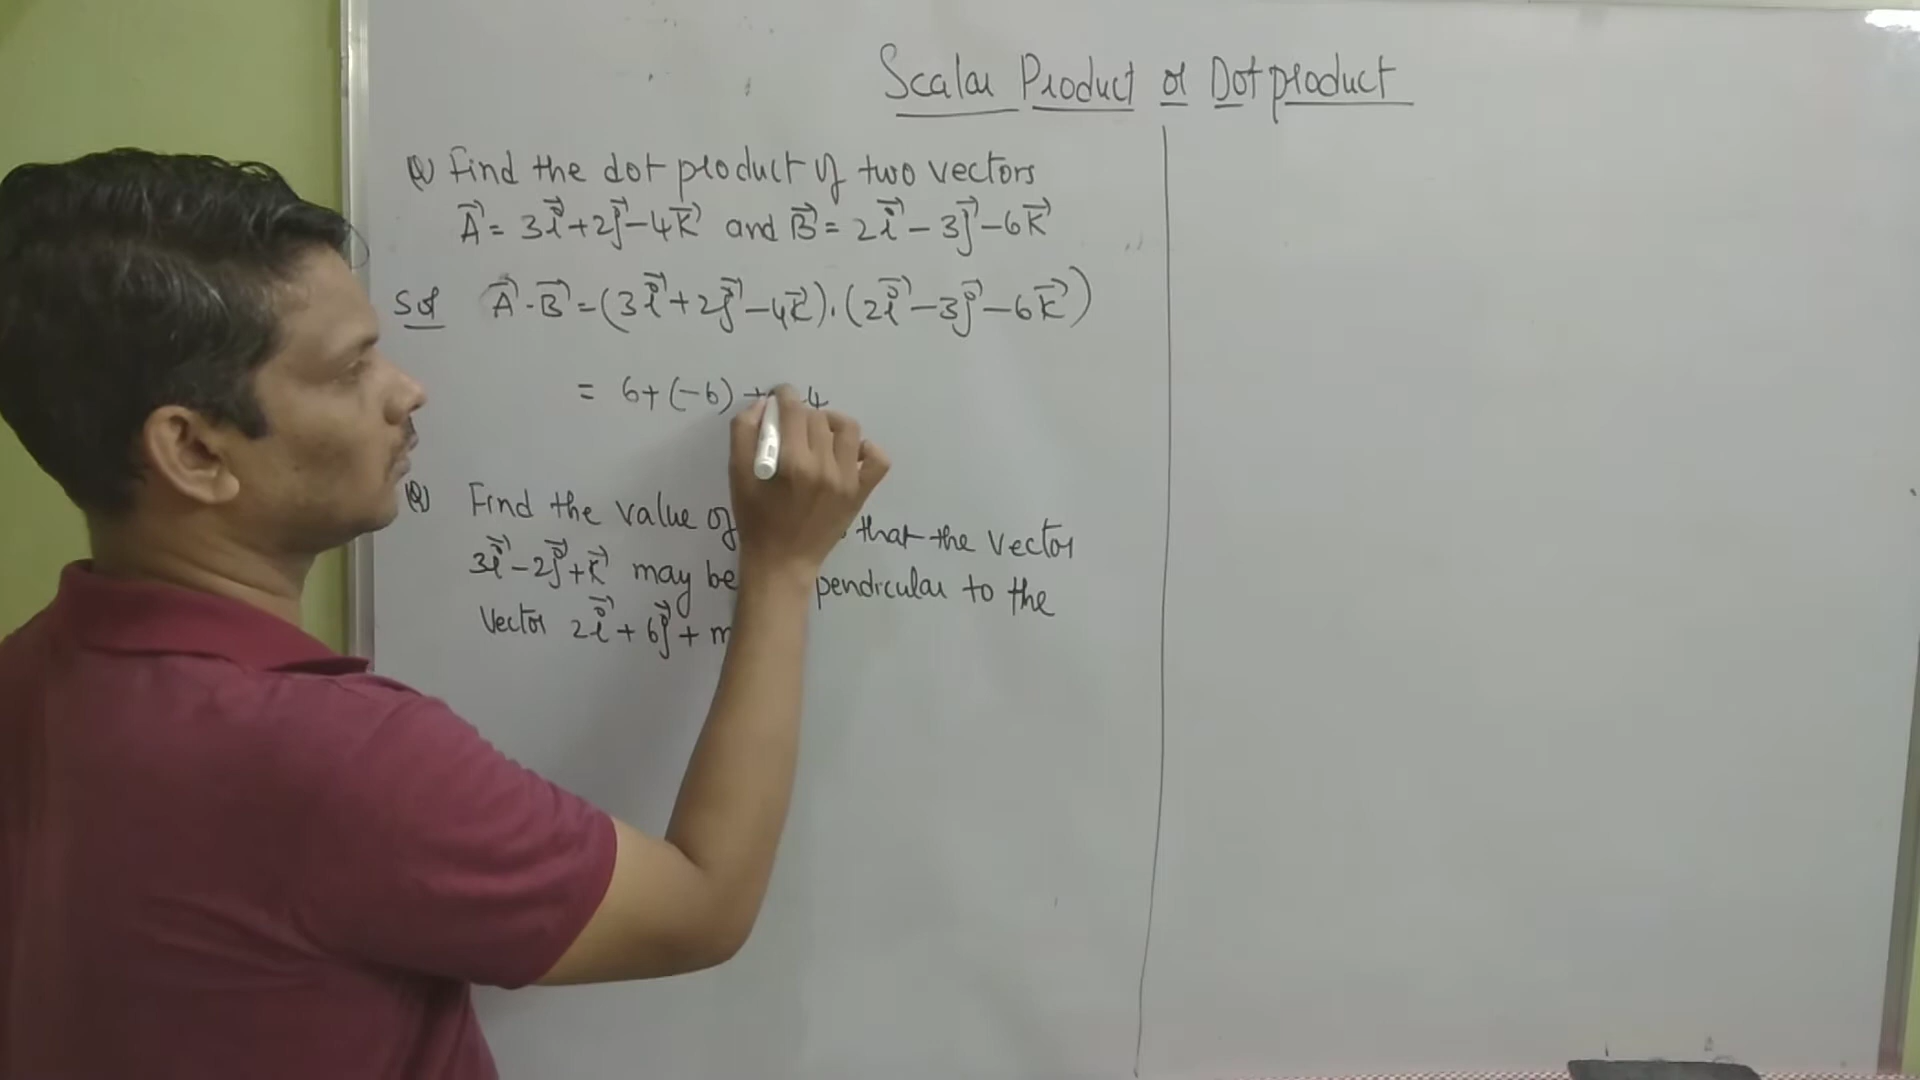 Scalar Product or Dot product
Q) Find the dot product of two vectors
A⃗ = 3i⃗ + 2j⃗ - 4k⃗ and B⃗ = 2i⃗ - 3j⃗ - 6k⃗
Sol A⃗ · B⃗ = (3i⃗ + 2j⃗ - 4k⃗) · (2i⃗ - 3j⃗ - 6k⃗)
= 6 + (-6) + 4
Q) Find the value of that the vector
3i⃗ - 2j⃗ + k⃗ may be pendicular to the
Vector 2i⃗ + 6j⃗ + m